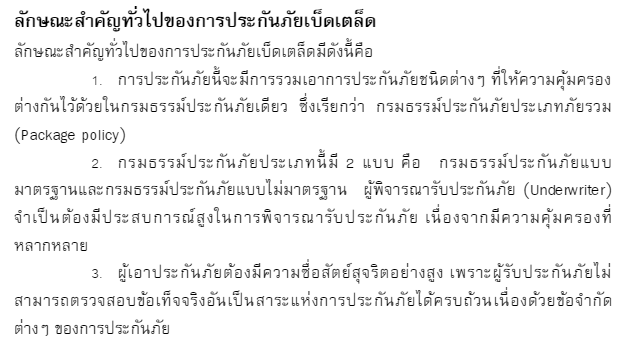 ลักษณะสำคัญทั่วไปของการประกันภัยเบ็ดเตล็ด
ลักษณะสำคัญทั่วไปของการประกันภัยเบ็ดเตล็ดมีดังนี้คือ
1. การประกันภัยนี้จะมีการรวมเอาการประกันภัยชนิดต่างๆ ที่ให้ความคุ้มครอง
ต่างกันไว้ด้วยในกรมธรรม์ประกันภัยเดียว ซึ่งเรียกว่า กรมธรรม์ประกันภัยประเภทภัยรวม
(Package policy)
2. กรมธรรม์ประกันภัยประเภทนี้มี 2 แบบ คือ กรมธรรม์ประกันภัยแบบ
มาตรฐานและกรมธรรม์ประกันภัยแบบไม่มาตรฐาน ผู้พิจารณารับประกันภัย (Underwriter)
จำเป็นต้องมีประสบการณ์สูงในการพิจารณารับประกันภัย เนื่องจากมีความคุ้มครองที่
หลากหลาย
3. ผู้เอาประกันภัยต้องมีความซื่อสัตย์สุจริตอย่างสูง เพราะผู้รับประกันภัยไม่
สามารถตรวจสอบข้อเท็จจริงอันเป็นสาระแห่งการประกันภัยได้ครบถ้วนเนื่องด้วยข้อจำกัด
ต่างๆ ของการประกันภัย